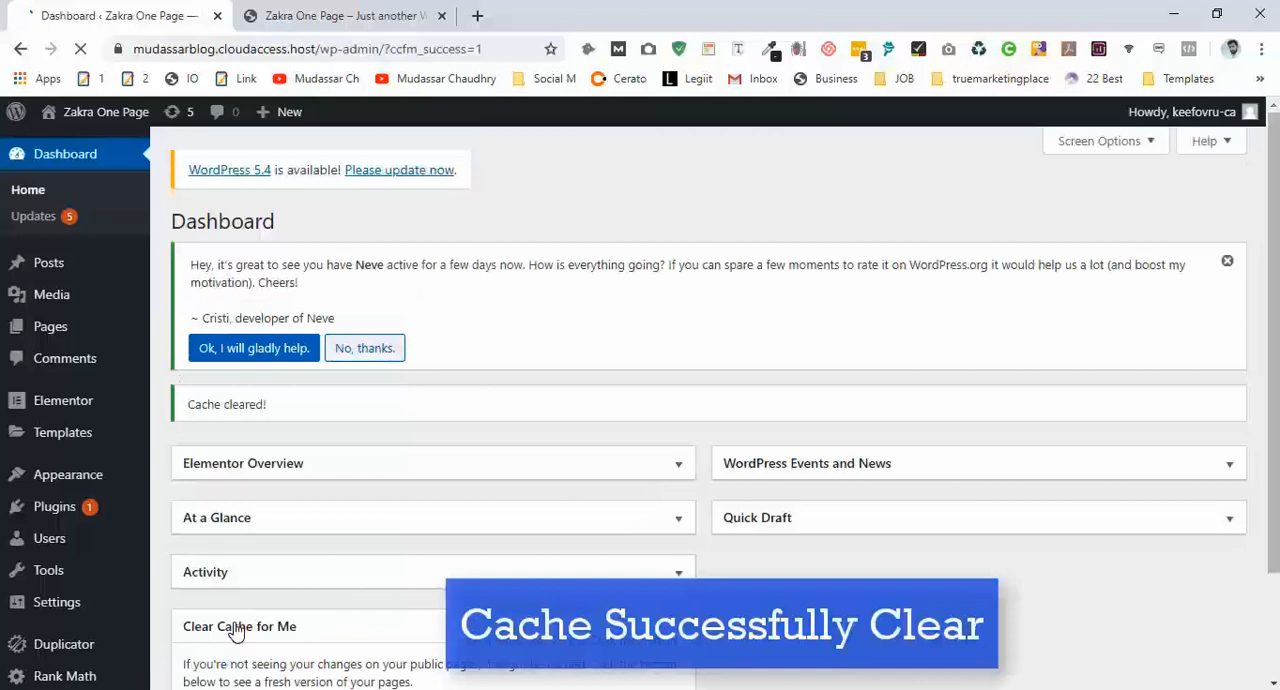 Dashboard ‹ Zakra One Page —
Zakra One Page – Just another W
mudassarblog.cloudaccess.host/wp-admin/?ccfm_success=1
Apps 1 2 IO Link Mudassar Ch Mudassar Chaudhry Social M Cerato Legiit Inbox Business JOB truemarketingplace 22 Best Templates »
Zakra One Page 5 0 + New Howdy, keefovru-ca
Dashboard
Home
Updates 5
Posts
Media
Pages
Comments
Elementor
Templates
Appearance
Plugins 1
Users
Tools
Settings
Duplicator
Rank Math
Screen Options Help
WordPress 5.4 is available! Please update now.
Dashboard
Hey, it's great to see you have Neve active for a few days now. How is everything going? If you can spare a few moments to rate it on WordPress.org it would help us a lot (and boost my
motivation). Cheers!
~ Cristi, developer of Neve
Ok, I will gladly help. No, thanks.
Cache cleared!
Elementor Overview
WordPress Events and News
At a Glance
Quick Draft
Activity
Clear Cache for Me
If you're not seeing your changes on your public
below to see a fresh version of your pages.
Cache Successfully Clear